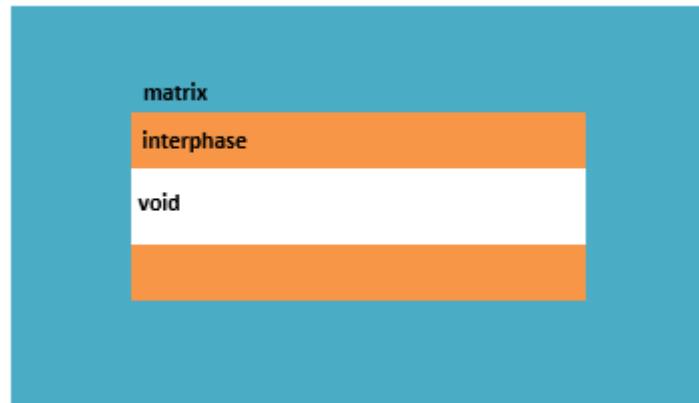 matrix
interphase
void